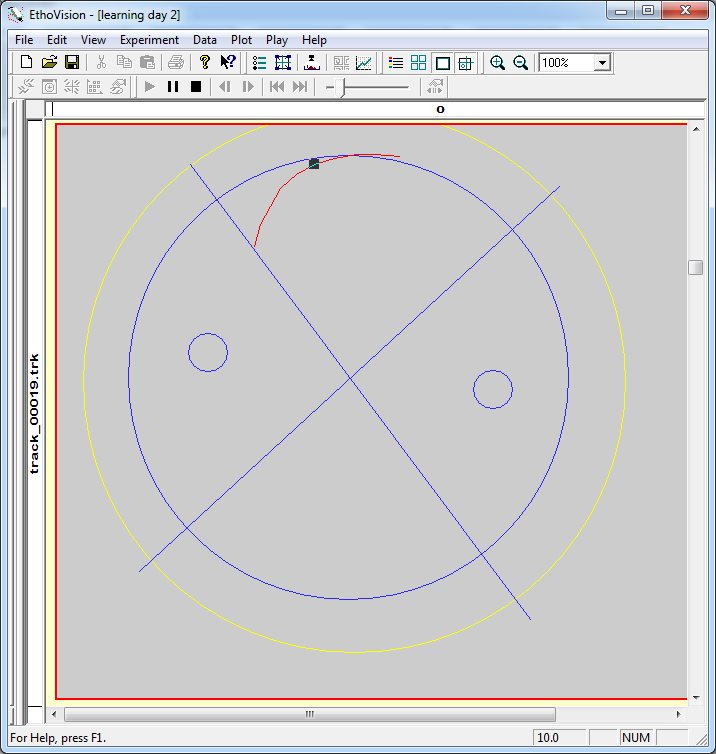 EthoVision - [learning day 2]
File Edit View Experiment Data Plot Play Help
100%
0
track_00019.trk
For Help, press F1.
10.0
NUM